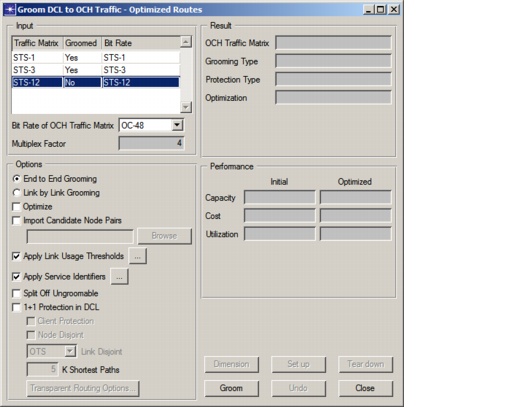 Groom DCL to OCH Traffic - Optimized Routes
Input
Traffic Matrix Groomed Bit Rate
STS-1 Yes STS-1
STS-3 Yes STS-3
STS-12 No STS-12
Bit Rate of OCH Traffic Matrix OC-48
Multiplex Factor 4
Options
End to End Grooming
Link by Link Grooming
Optimize
Import Candidate Node Pairs
Browse
Apply Link Usage Thresholds ...
Apply Service Identifiers ...
Split Off Ungroomable
1+1 Protection in DCL
Client Protection
Node Disjoint
OTS Link Disjoint
5 K Shortest Paths
Transparent Routing Options...
Result
OCH Traffic Matrix
Grooming Type
Protection Type
Optimization
Performance
Initial Optimized
Capacity
Cost
Utilization
Dimension Set up Tear down
Groom Undo Close